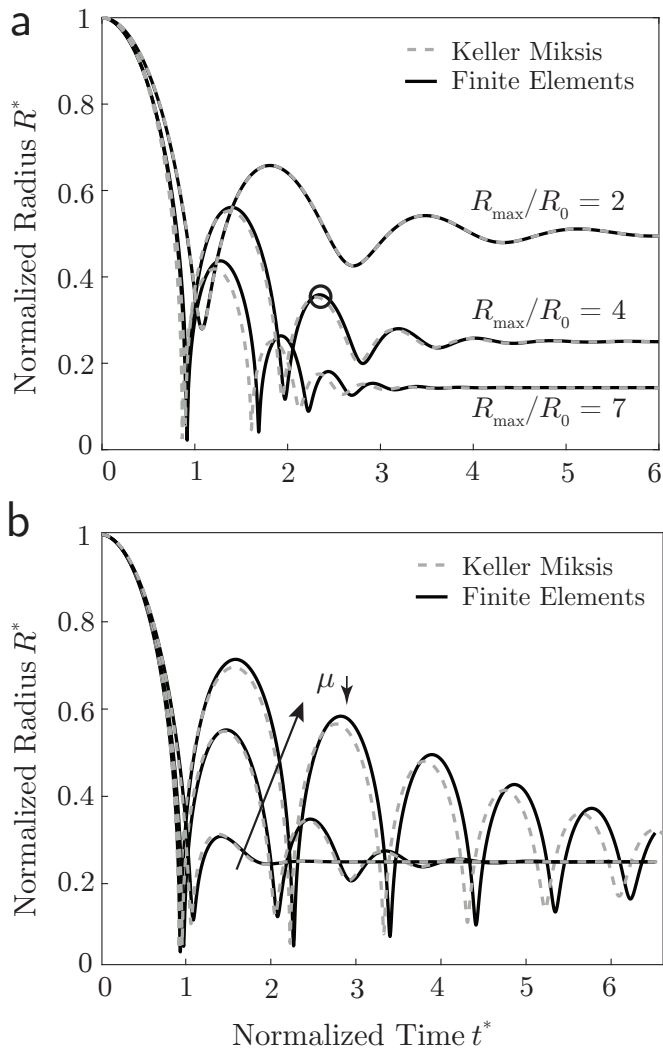 a
1
0.8
0.6
0.4
0.2
0
Normalized Radius R*
Keller Miksis
Finite Elements
R_max/R_0 = 2
R_max/R_0 = 4
R_max/R_0 = 7
0 1 2 3 4 5 6
b
1
0.8
0.6
0.4
0.2
0
Normalized Radius R*
Keller Miksis
Finite Elements
μ
0 1 2 3 4 5 6
Normalized Time t*